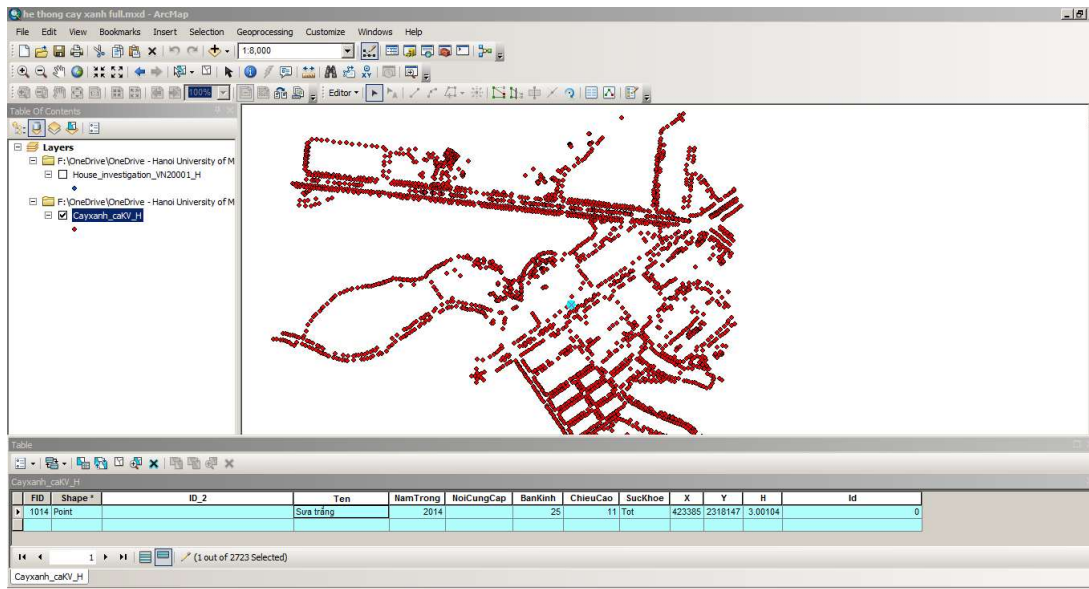 he thong cay xanh full.mxd - ArcMap
File Edit View Bookmarks Insert Selection Geoprocessing Customize Windows Help
1:8,000
100% Editor
Table Of Contents
Layers
F:\OneDrive\OneDrive - Hanoi University of M
House_investigation_VN20001_H
F:\OneDrive\OneDrive - Hanoi University of M
Cayxanh_caKV_H
Table
Cayxanh_caKV_H
FID Shape * ID_2 Ten NamTrong NoiCungCap BanKinh ChieuCao SucKhoe X Y H Id
1014 Point Sưa trắng 2014 25 11 Tot 423385 2318147 3.00104 0
1 (1 out of 2723 Selected)
Cayxanh_caKV_H